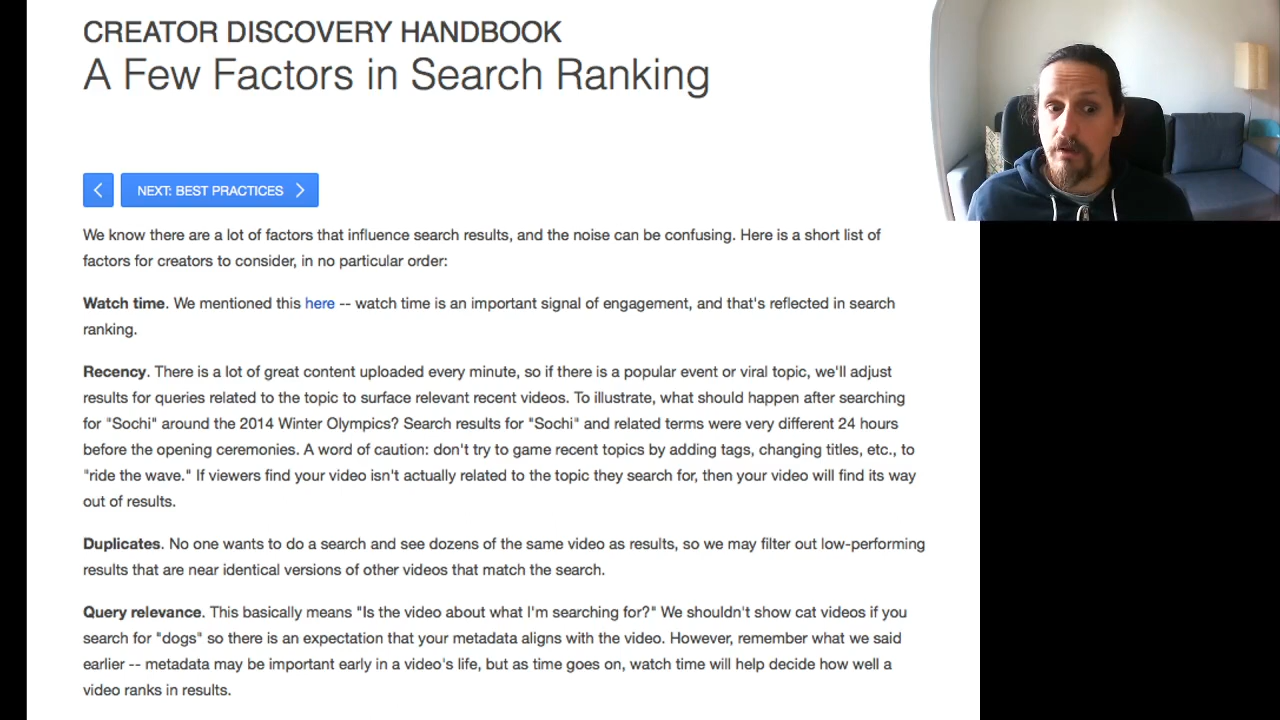 CREATOR DISCOVERY HANDBOOK
A Few Factors in Search Ranking
NEXT: BEST PRACTICES
We know there are a lot of factors that influence search results, and the noise can be confusing. Here is a short list of
factors for creators to consider, in no particular order:
Watch time. We mentioned this here -- watch time is an important signal of engagement, and that's reflected in search
ranking.
Recency. There is a lot of great content uploaded every minute, so if there is a popular event or viral topic, we'll adjust
results for queries related to the topic to surface relevant recent videos. To illustrate, what should happen after searching
for "Sochi" around the 2014 Winter Olympics? Search results for "Sochi" and related terms were very different 24 hours
before the opening ceremonies. A word of caution: don't try to game recent topics by adding tags, changing titles, etc., to
"ride the wave." If viewers find your video isn't actually related to the topic they search for, then your video will find its way
out of results.
Duplicates. No one wants to do a search and see dozens of the same video as results, so we may filter out low-performing
results that are near identical versions of other videos that match the search.
Query relevance. This basically means "Is the video about what I'm searching for?" We shouldn't show cat videos if you
search for "dogs" so there is an expectation that your metadata aligns with the video. However, remember what we said
earlier -- metadata may be important early in a video's life, but as time goes on, watch time will help decide how well a
video ranks in results.